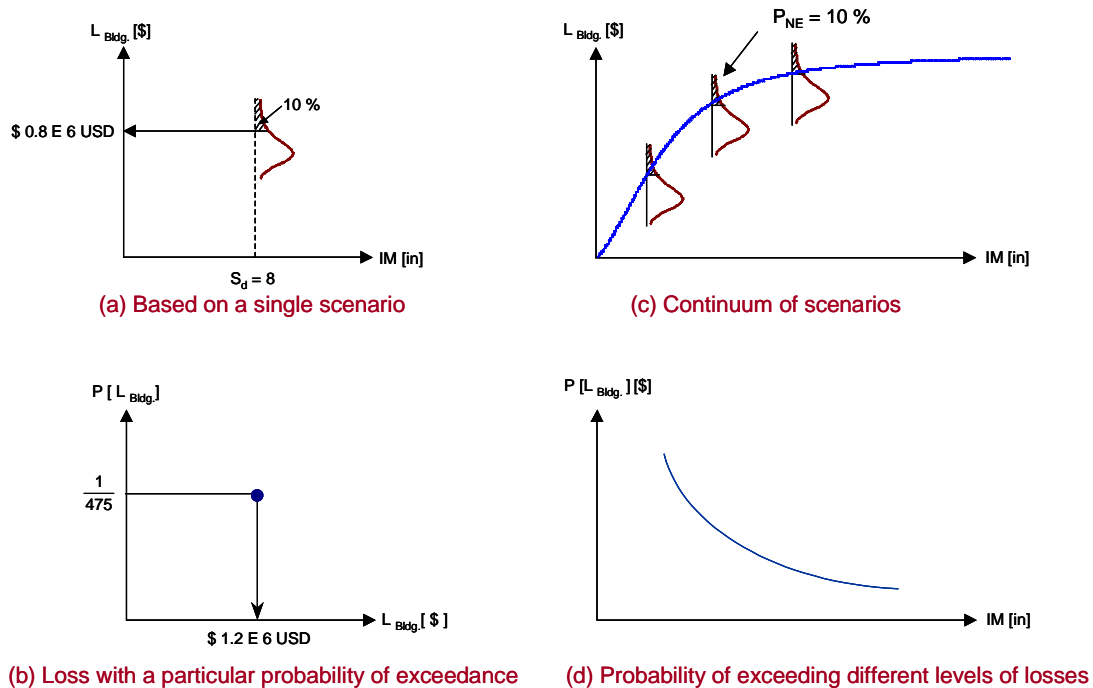 L Bldg. [$]
10 %
$ 0.8 E 6 USD
IM [in]
Sd = 8
(a) Based on a single scenario
PNE = 10 %
L Bldg. [$]
IM [in]
(c) Continuum of scenarios
P [ L Bldg.]
1
475
L Bldg.[ $ ]
$ 1.2 E 6 USD
(b) Loss with a particular probability of exceedance
P [L Bldg. ] [$]
IM [in]
(d) Probability of exceeding different levels of losses